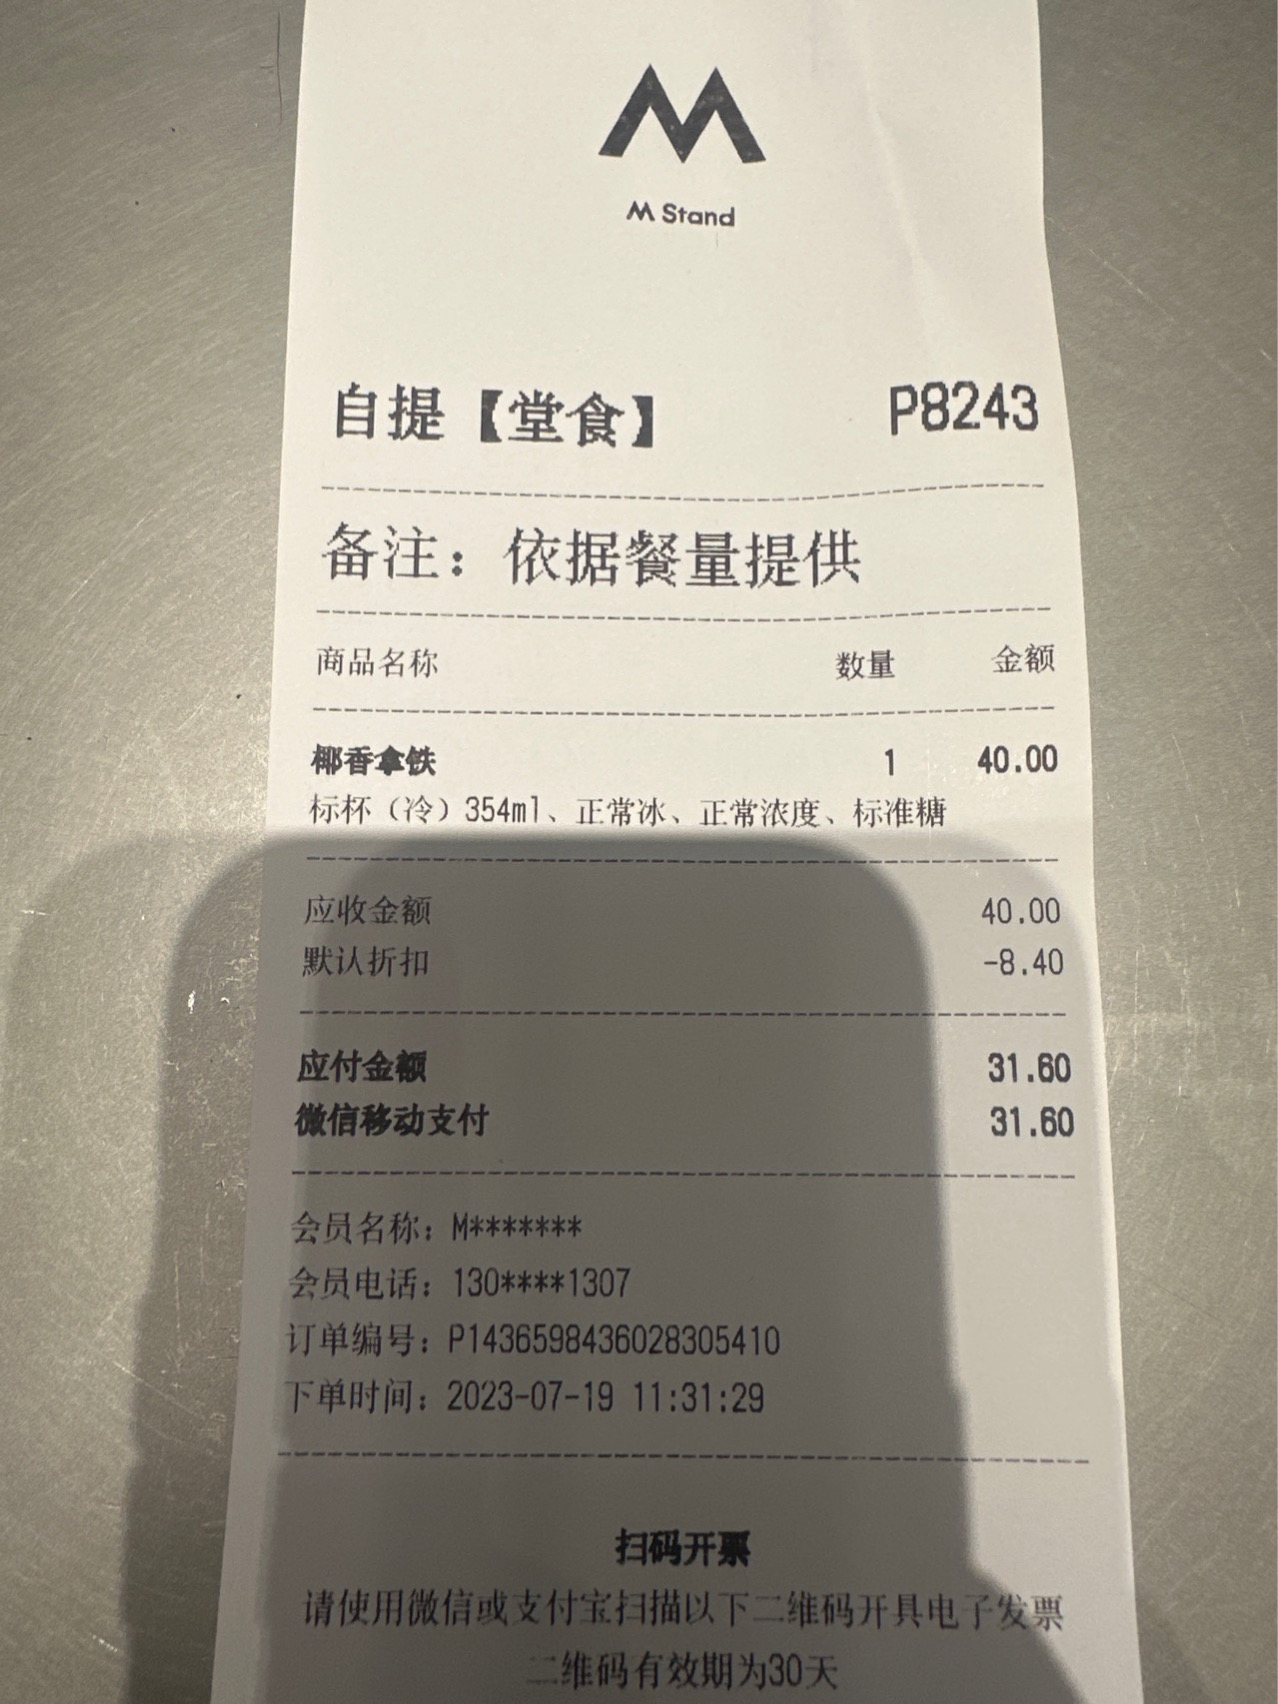 M Stand
自提【堂食】 P8243
备注：依据餐量提供
商品名称 数量 金额
椰香拿铁 1 40.00
标杯（冷）354ml、正常冰、正常浓度、标准糖
应收金额 40.00
默认折扣 -8.40
应付金额 31.60
微信移动支付 31.60
会员名称：M*******
会员电话：130****1307
订单编号：P1436598436028305410
下单时间：2023-07-19 11:31:29
扫码开票
请使用微信或支付宝扫描以下二维码开具电子发票
二维码有效期为30天